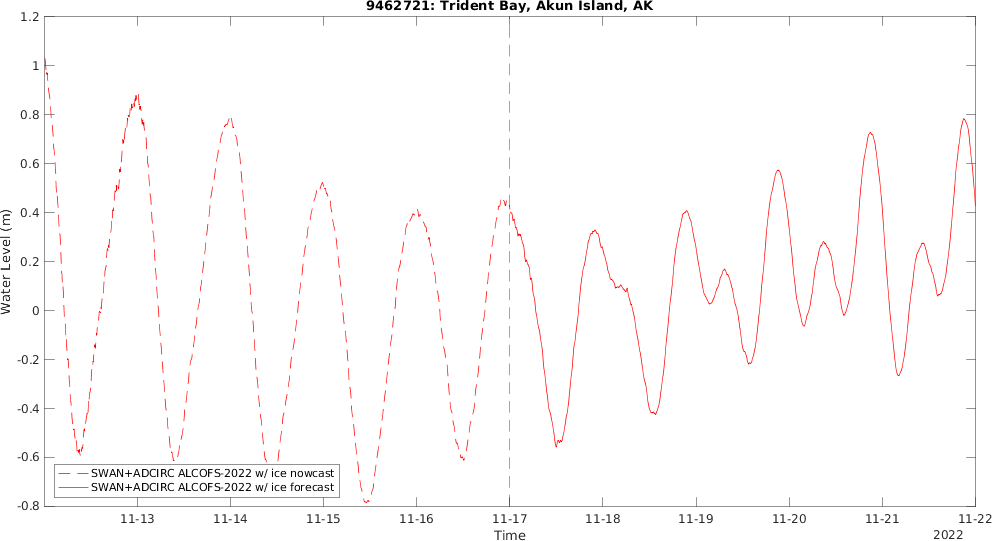 9462721: Trident Bay, Akun Island, AK
1.2
1
0.8
0.6
0.4
0.2
0
-0.2
-0.4
-0.6
-0.8
Water Level (m)
SWAN+ADCIRC ALCOFS-2022 w/ ice nowcast
SWAN+ADCIRC ALCOFS-2022 w/ ice forecast
11-13 11-14 11-15 11-16 11-17 11-18 11-19 11-20 11-21 11-22
Time
2022